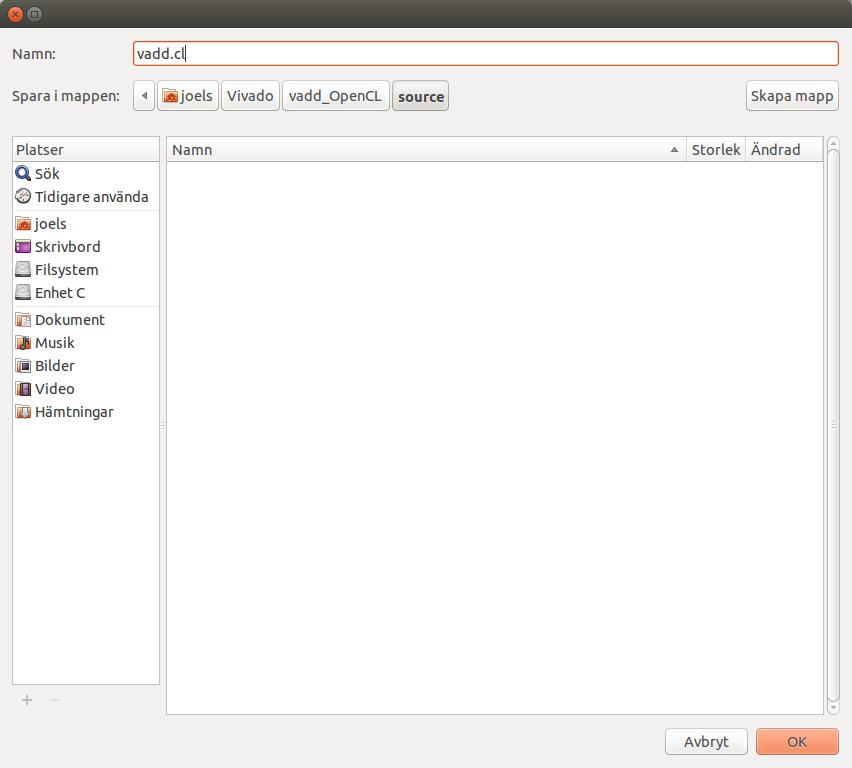 Namn: vadd.cl
Spara i mappen: joels Vivado vadd_OpenCL source Skapa mapp
Platser Namn Storlek Ändrad
Sök
Tidigare använda
joels
Skrivbord
Filsystem
Enhet C
Dokument
Musik
Bilder
Video
Hämtningar
Avbryt OK